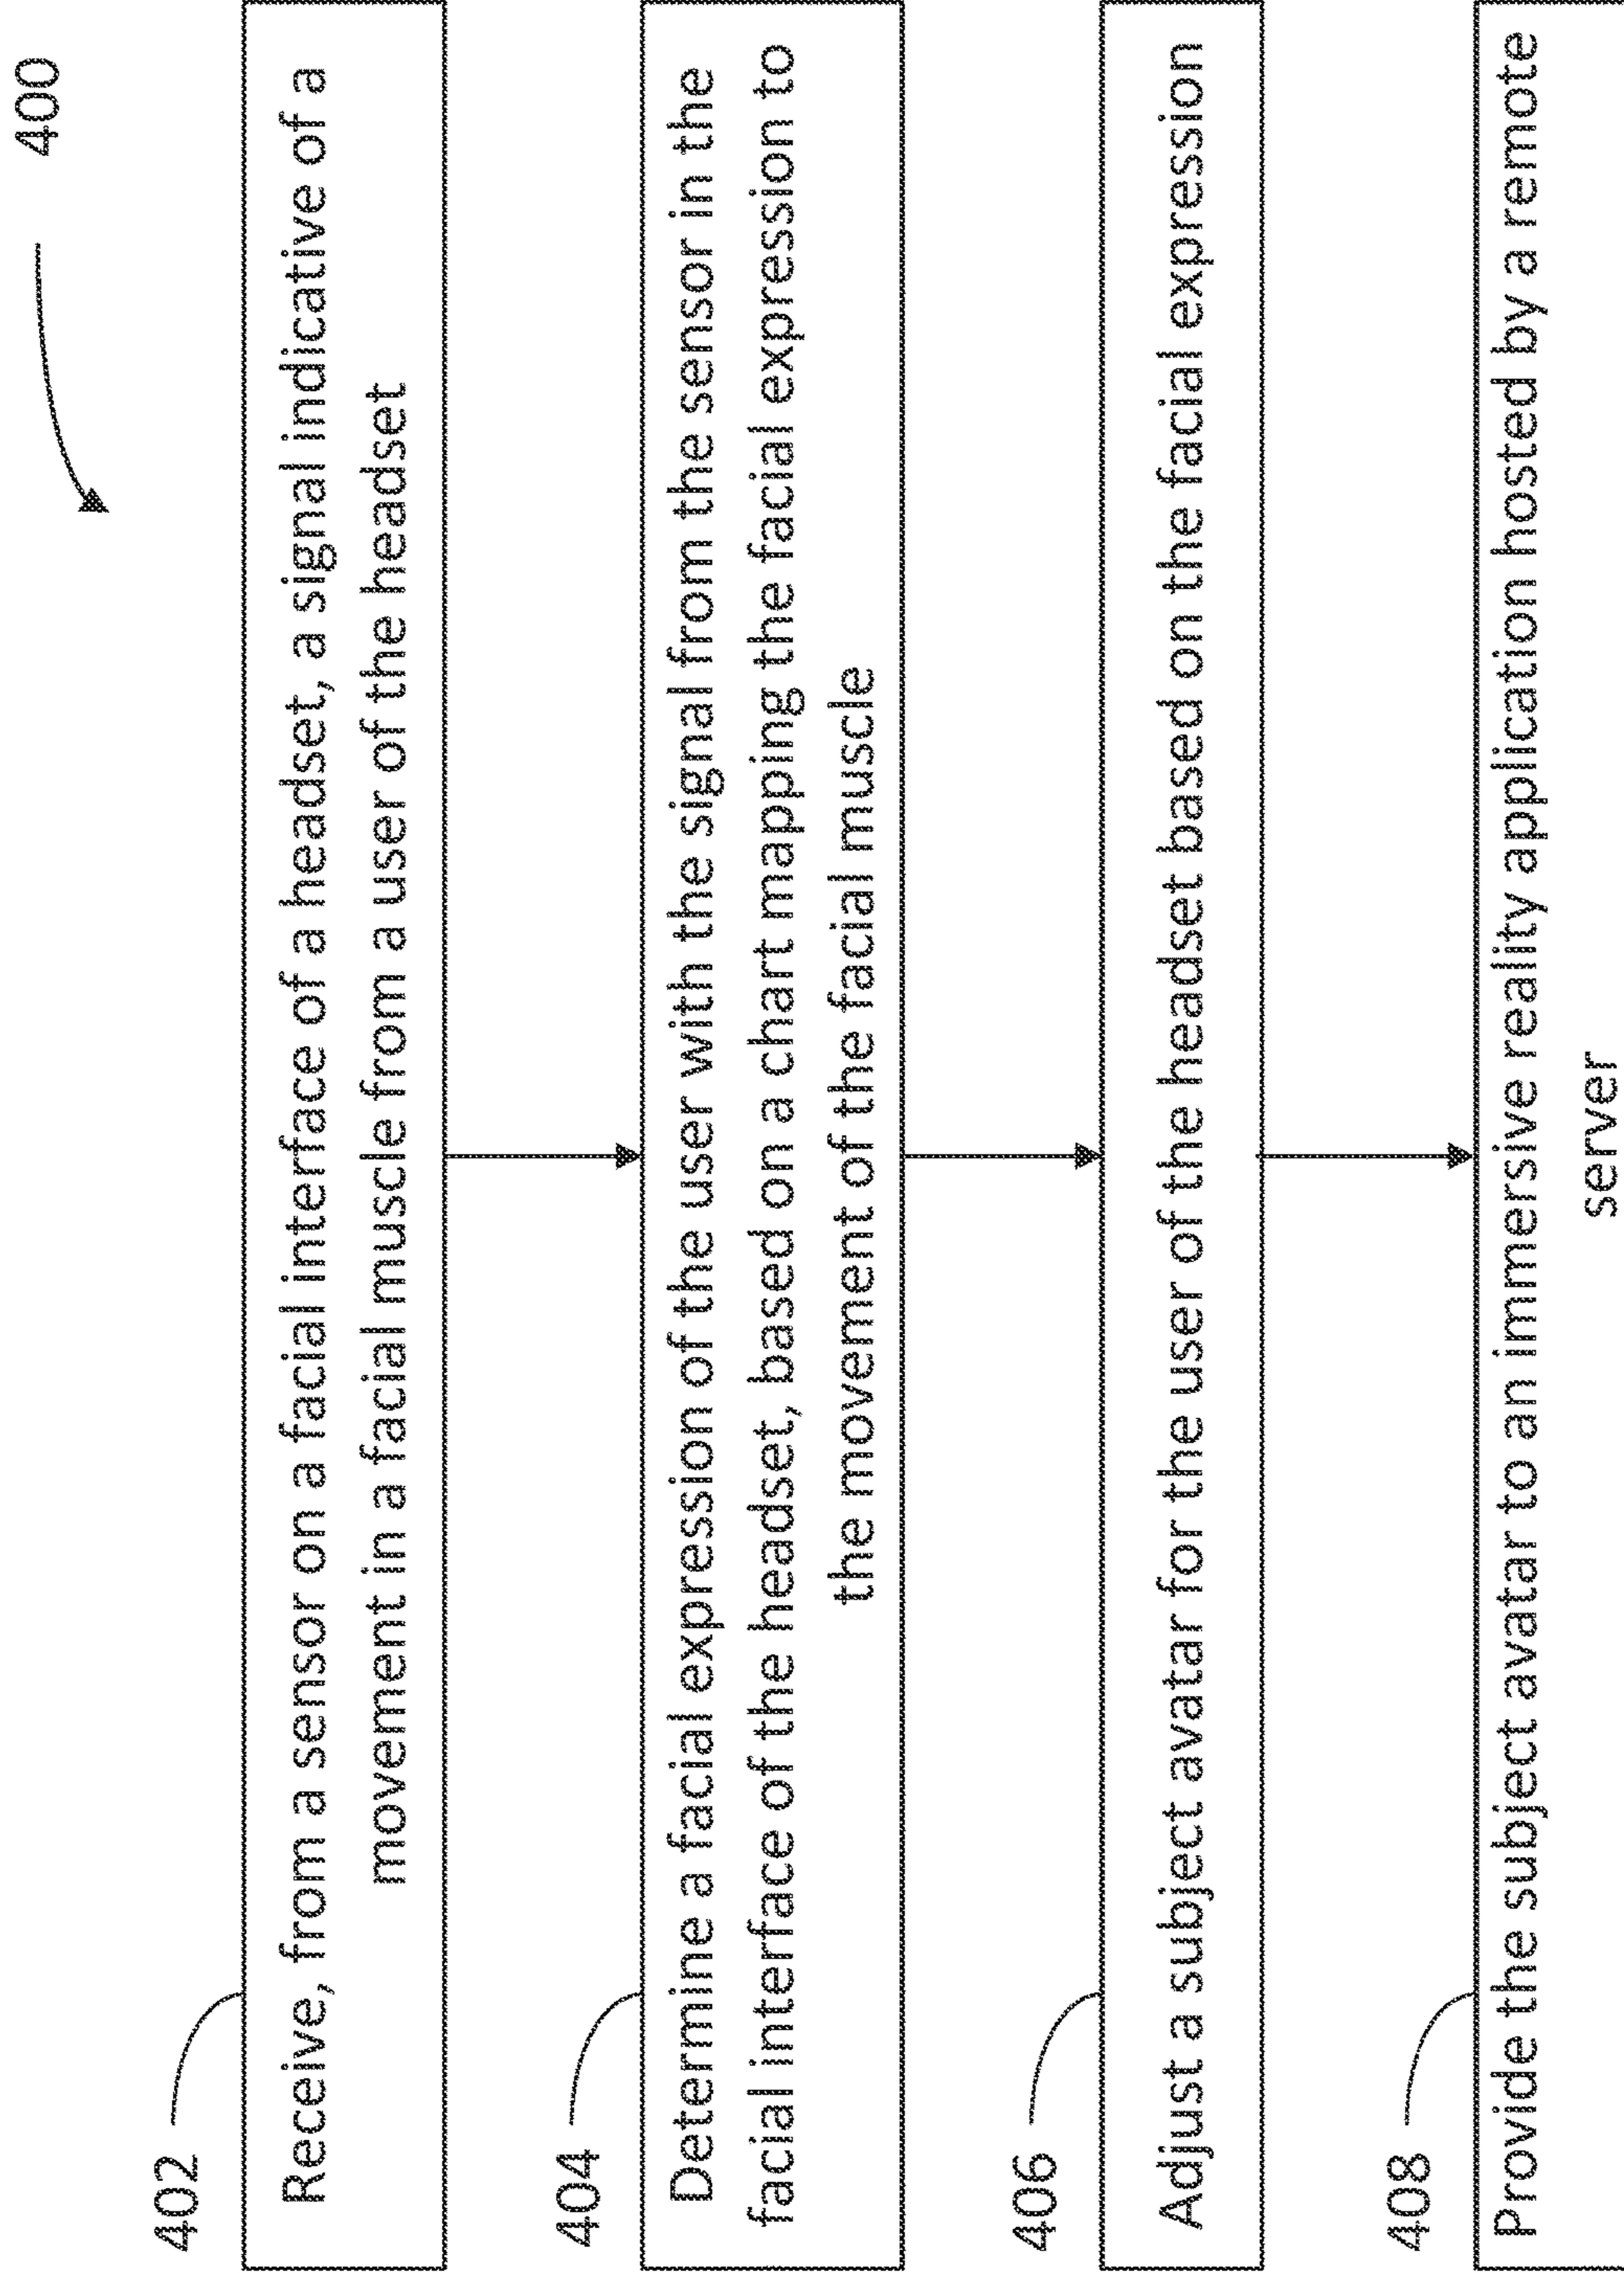 400
402
Receive, from a sensor on a facial interface of a headset, a signal indicative of a
movement in a facial muscle from a user of the headset
404
Determine a facial expression of the user with the signal from the sensor in the
facial interface of the headset, based on a chart mapping the facial expression to
the movement of the facial muscle
406
Adjust a subject avatar for the user of the headset based on the facial expression
408
Provide the subject avatar to an immersive reality application hosted by a remote
server